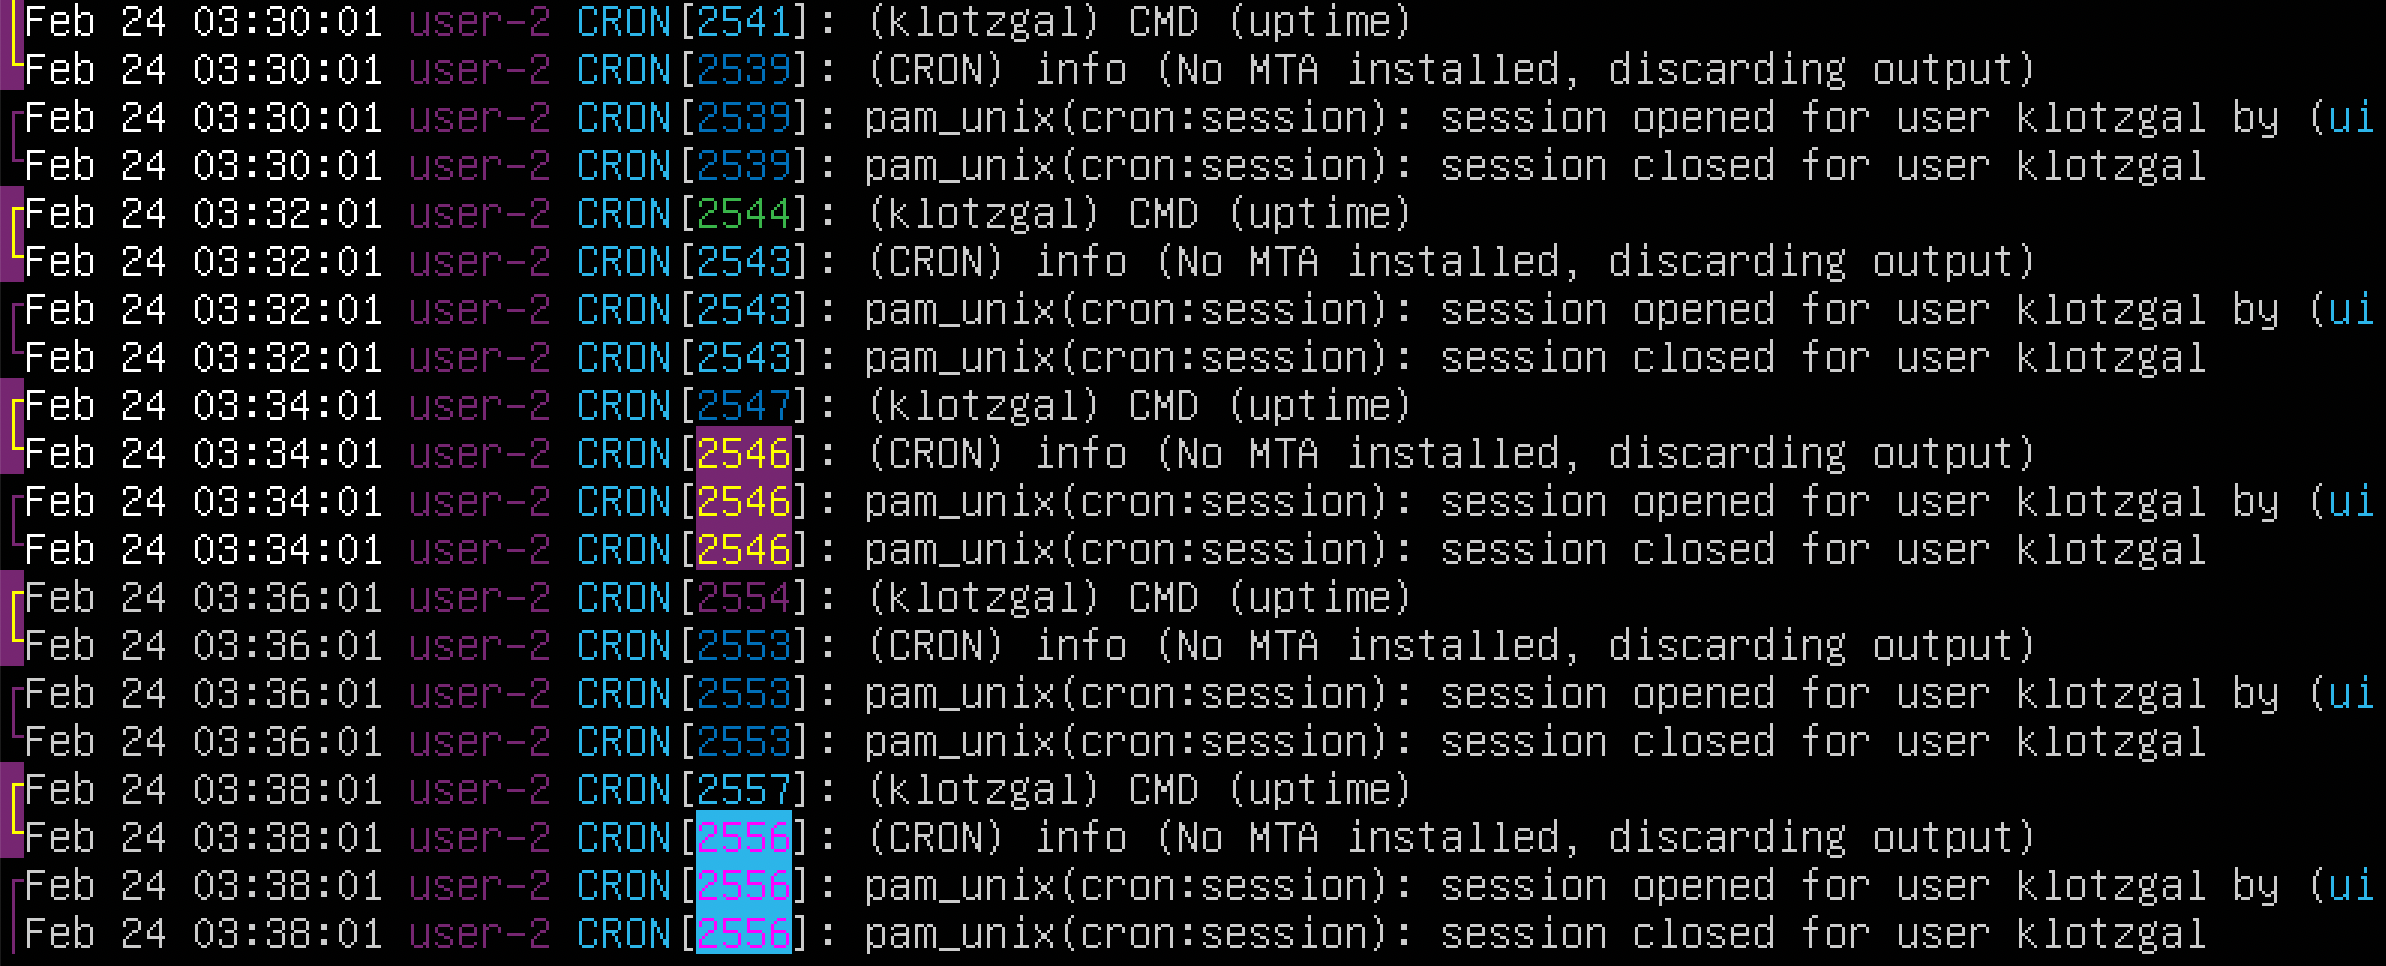 Feb 24 03:30:01 user-2 CRON[2541]: (klotzgal) CMD (uptime)
Feb 24 03:30:01 user-2 CRON[2539]: (CRON) info (No MTA installed, discarding output)
Feb 24 03:30:01 user-2 CRON[2539]: pam_unix(cron:session): session opened for user klotzgal by (ui
Feb 24 03:30:01 user-2 CRON[2539]: pam_unix(cron:session): session closed for user klotzgal
Feb 24 03:32:01 user-2 CRON[2544]: (klotzgal) CMD (uptime)
Feb 24 03:32:01 user-2 CRON[2543]: (CRON) info (No MTA installed, discarding output)
Feb 24 03:32:01 user-2 CRON[2543]: pam_unix(cron:session): session opened for user klotzgal by (ui
Feb 24 03:32:01 user-2 CRON[2543]: pam_unix(cron:session): session closed for user klotzgal
Feb 24 03:34:01 user-2 CRON[2547]: (klotzgal) CMD (uptime)
Feb 24 03:34:01 user-2 CRON[2546]: (CRON) info (No MTA installed, discarding output)
Feb 24 03:34:01 user-2 CRON[2546]: pam_unix(cron:session): session opened for user klotzgal by (ui
Feb 24 03:34:01 user-2 CRON[2546]: pam_unix(cron:session): session closed for user klotzgal
Feb 24 03:36:01 user-2 CRON[2554]: (klotzgal) CMD (uptime)
Feb 24 03:36:01 user-2 CRON[2553]: (CRON) info (No MTA installed, discarding output)
Feb 24 03:36:01 user-2 CRON[2553]: pam_unix(cron:session): session opened for user klotzgal by (ui
Feb 24 03:36:01 user-2 CRON[2553]: pam_unix(cron:session): session closed for user klotzgal
Feb 24 03:38:01 user-2 CRON[2557]: (klotzgal) CMD (uptime)
Feb 24 03:38:01 user-2 CRON[2556]: (CRON) info (No MTA installed, discarding output)
Feb 24 03:38:01 user-2 CRON[2556]: pam_unix(cron:session): session opened for user klotzgal by (ui
Feb 24 03:38:01 user-2 CRON[2556]: pam_unix(cron:session): session closed for user klotzgal